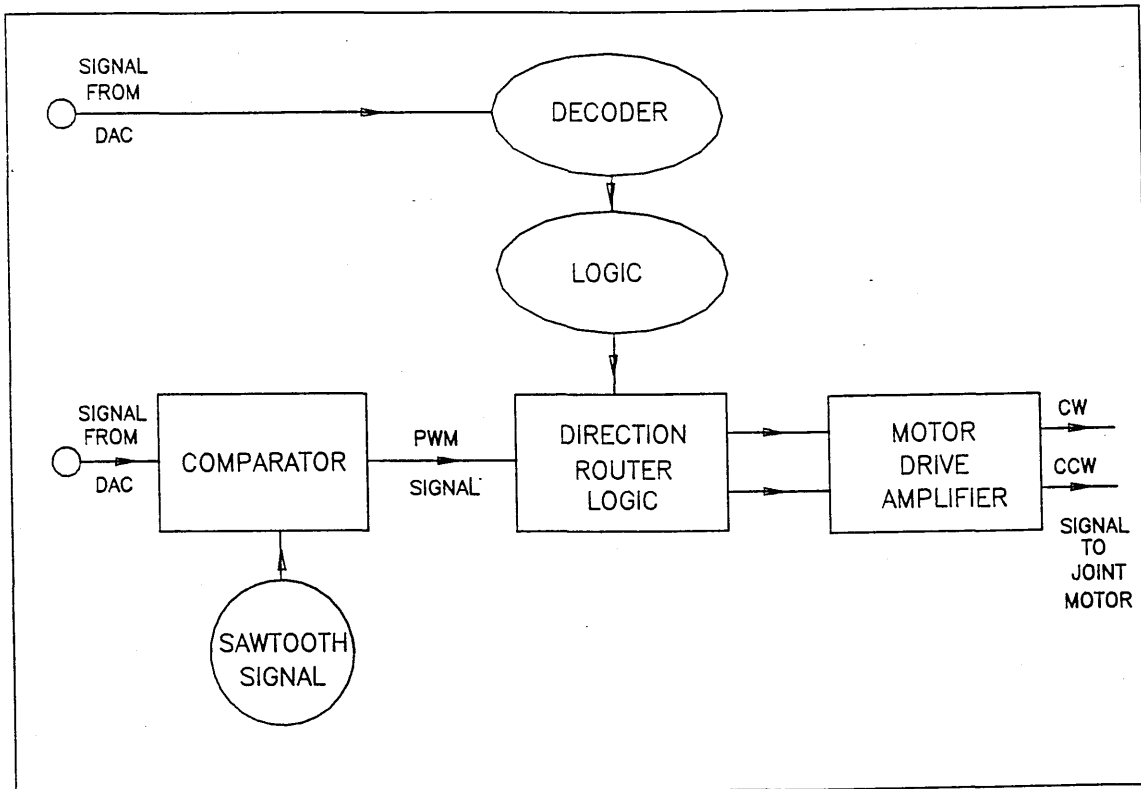 SIGNAL
FROM
DAC
DECODER
LOGIC
SIGNAL
FROM
DAC
COMPARATOR
PWM
SIGNAL
DIRECTION
ROUTER
LOGIC
MOTOR
DRIVE
AMPLIFIER
CW
CCW
SIGNAL
TO
JOINT
MOTOR
SAWTOOTH
SIGNAL